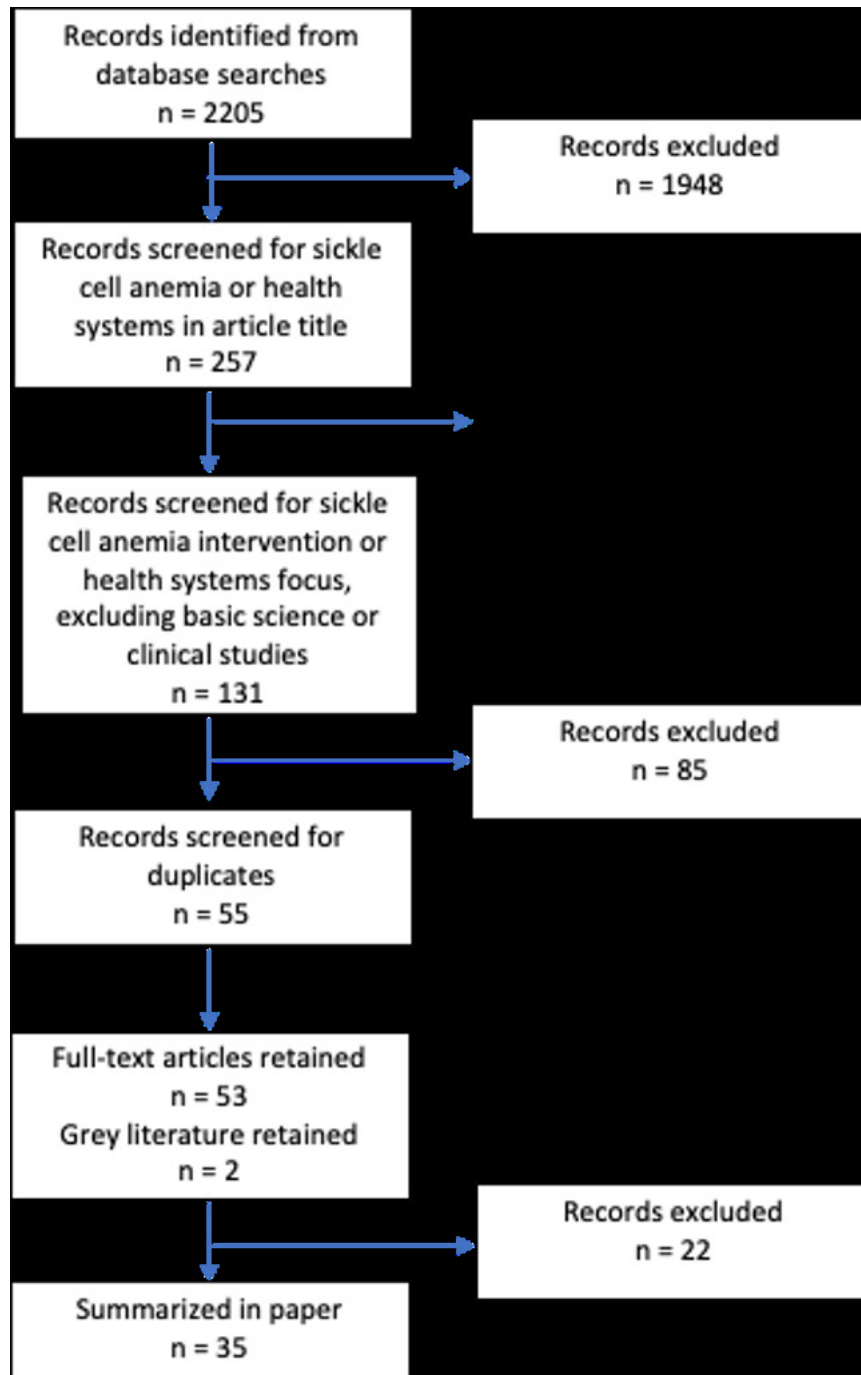 Records identified from
database searches
n = 2205
Records excluded
n = 1948
Records screened for sickle
cell anemia or health
systems in article title
n = 257
Records screened for sickle
cell anemia intervention or
health systems focus,
excluding basic science or
clinical studies
n = 131
Records excluded
n = 85
Records screened for
duplicates
n = 55
Full-text articles retained
n = 53
Grey literature retained
n = 2
Records excluded
n = 22
Summarized in paper
n = 35